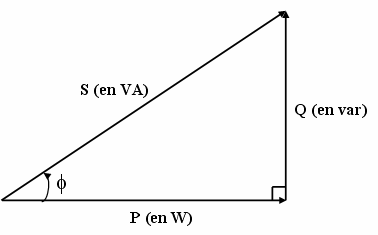 S (en VA)
Q (en var)
ϕ
P (en W)